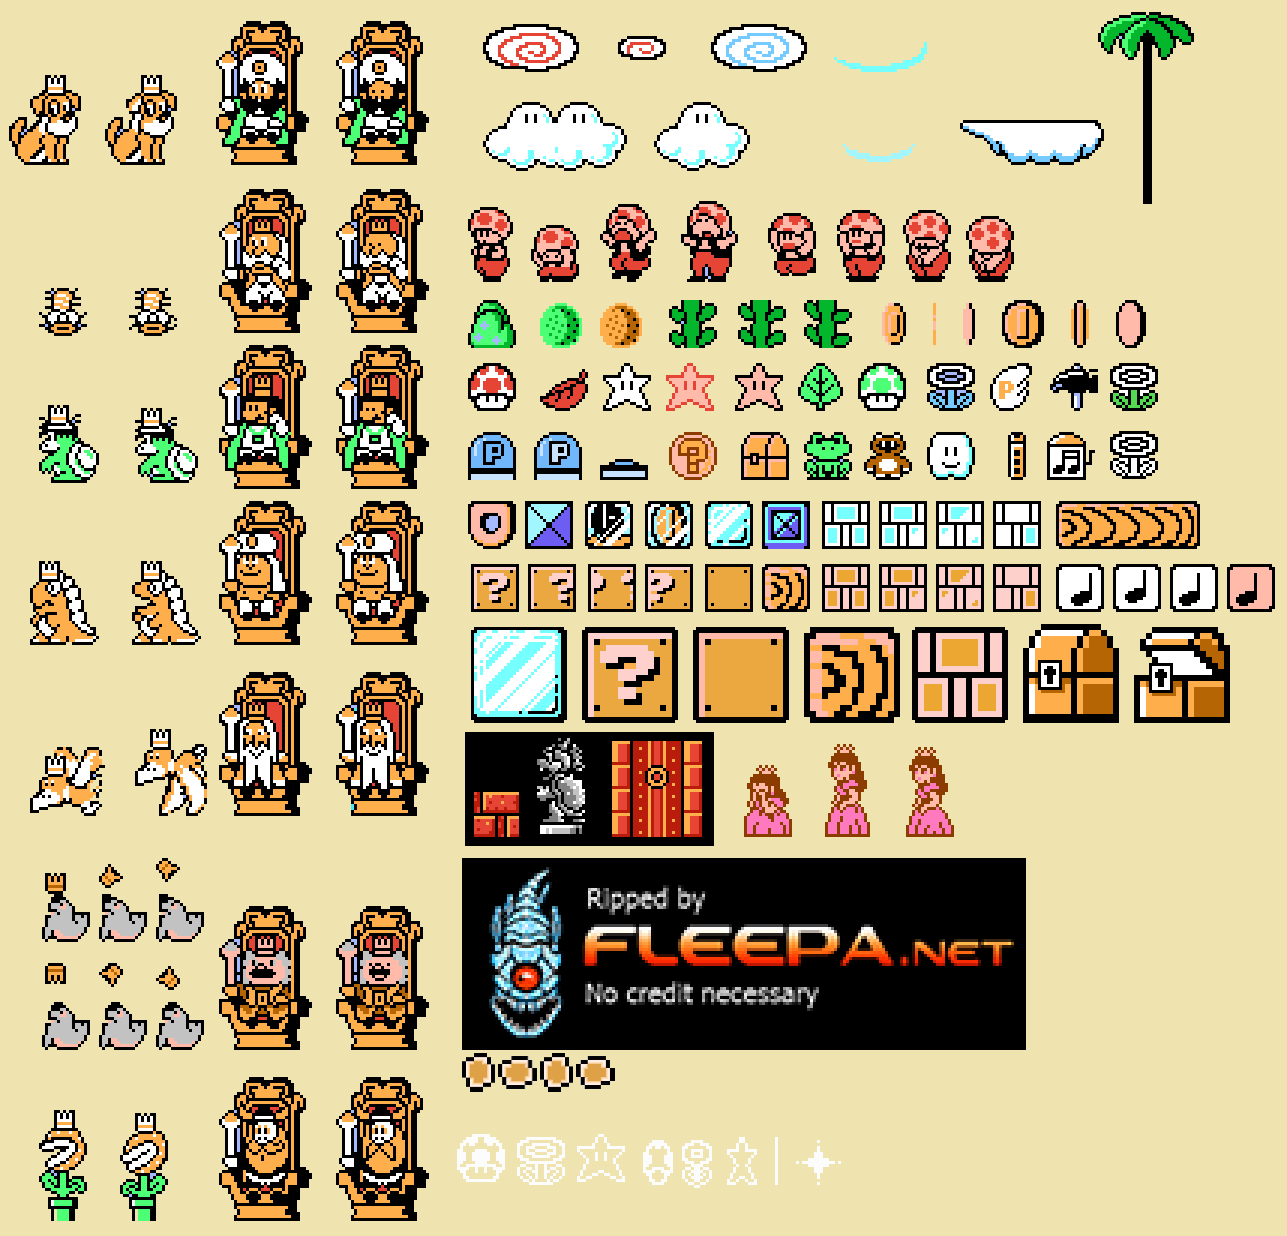 P
P P
?
? ? ? ?
?
Ripped by
FLEEPA.NET
No credit necessary